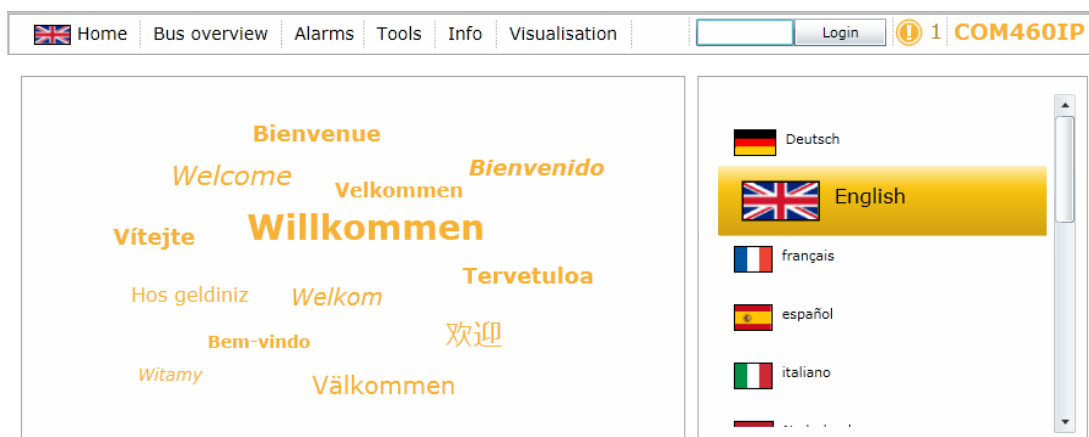 Home Bus overview Alarms Tools Info Visualisation Login 1 COM460IP
Bienvenue
Welcome
Bienvenido
Velkommen
Willkommen
Vítejte
Tervetuloa
Hos geldiniz
Welkom
欢迎
Bem-vindo
Witamy
Välkommen
Deutsch
English
français
español
italiano